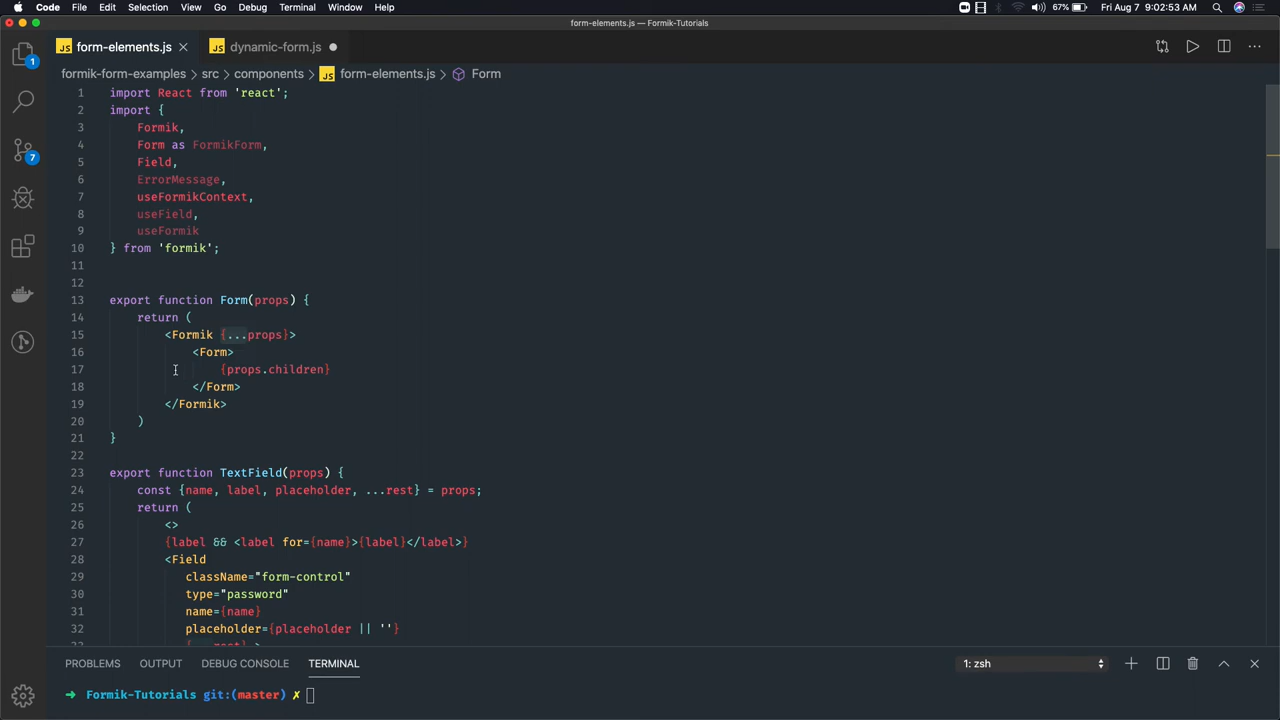 Code File Edit Selection View Go Debug Terminal Window Help 67% Fri Aug 7 9:02:53 AM
form-elements.js — Formik-Tutorials
JS form-elements.js × JS dynamic-form.js
formik-form-examples > src > components > JS form-elements.js > Form
1 import React from 'react';
2 import {
3 Formik,
4 Form as FormikForm,
5 Field,
6 ErrorMessage,
7 useFormikContext,
8 useField,
9 useFormik
10 } from 'formik';
11
12
13 export function Form(props) {
14 return (
15 <Formik {...props}>
16 <Form>
17 {props.children}
18 </Form>
19 </Formik>
20 )
21 }
22
23 export function TextField(props) {
24 const {name, label, placeholder, ...rest} = props;
25 return (
26 <>
27 {label && <label for={name}>{label}</label>}
28 <Field
29 className="form-control"
30 type="password"
31 name={name}
32 placeholder={placeholder || ''}
33 {...rest} >
1
7
PROBLEMS OUTPUT DEBUG CONSOLE TERMINAL 1: zsh
➜ Formik-Tutorials git:(master) ✗